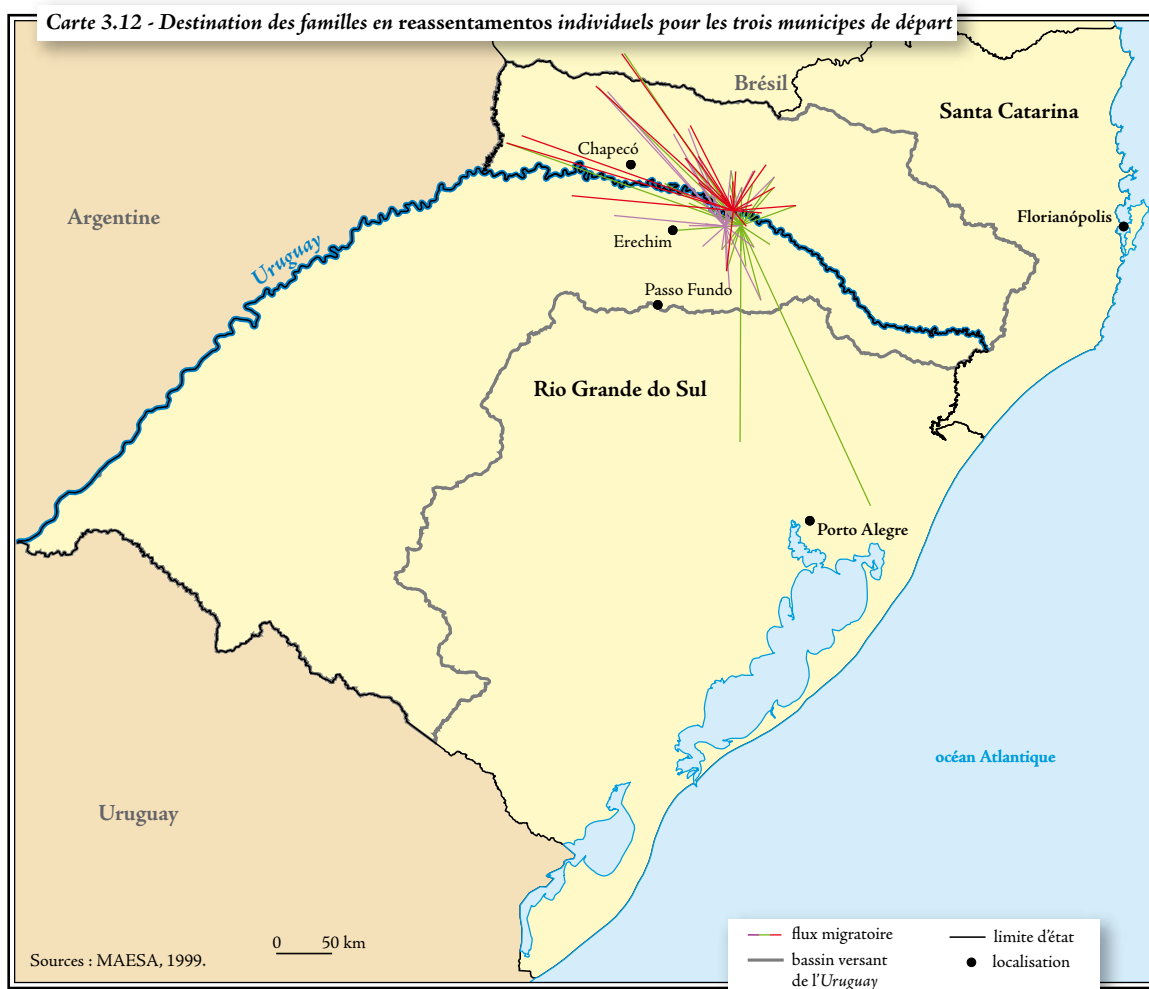 Carte 3.12 - Destination des familles en reassentamentos individuels pour les trois municipes de départ
Brésil
Santa Catarina
Chapecó
Argentine
Florianópolis
Uruguay
Erechim
Passo Fundo
Rio Grande do Sul
Porto Alegre
océan Atlantique
Uruguay
0 50 km
Sources : MAESA, 1999.
flux migratoire
limite d'état
bassin versant
de l'Uruguay
localisation